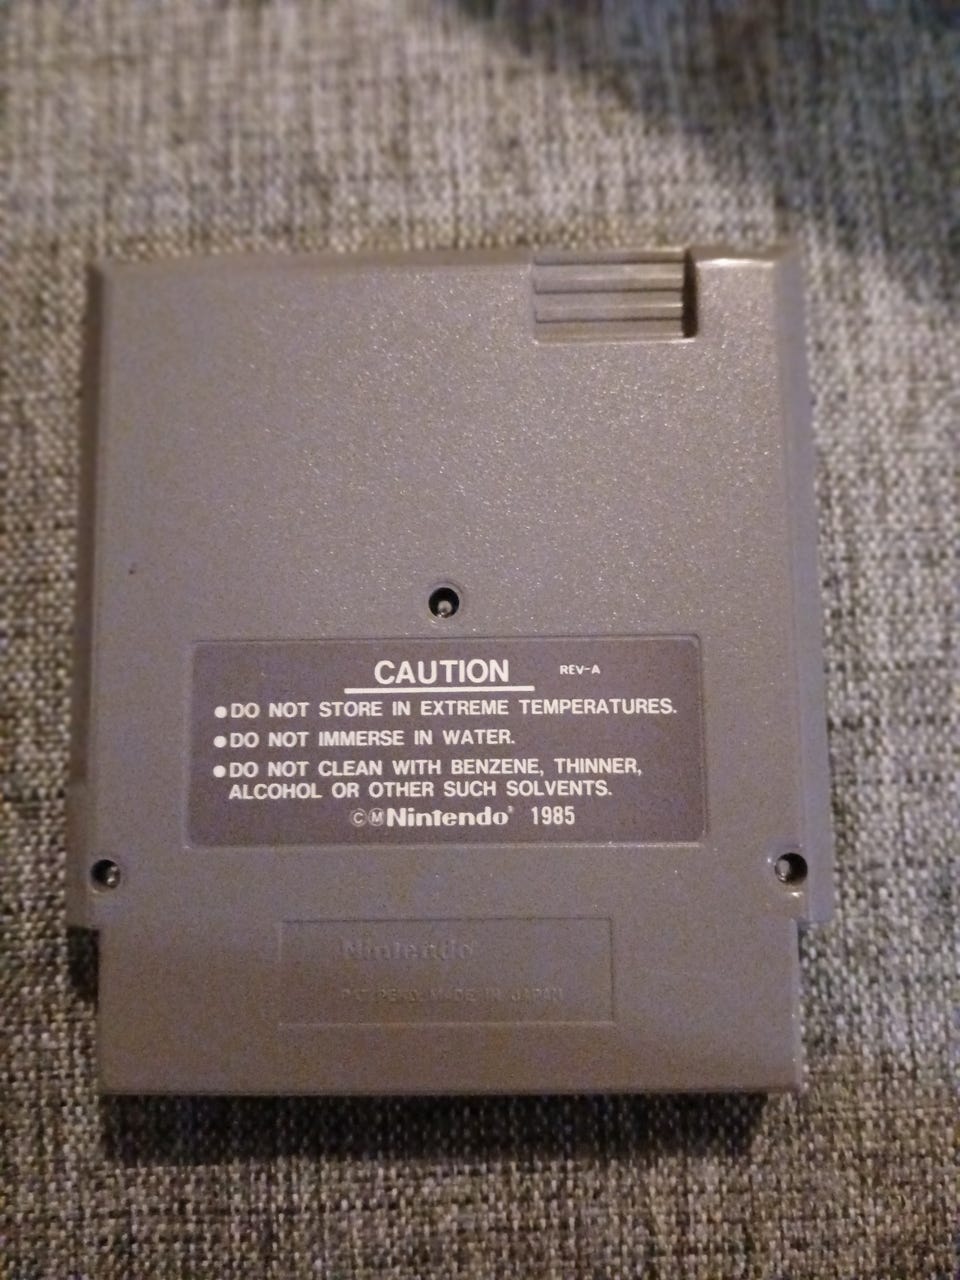 CAUTION REV-A
●DO NOT STORE IN EXTREME TEMPERATURES.
●DO NOT IMMERSE IN WATER.
●DO NOT CLEAN WITH BENZENE, THINNER,
ALCOHOL OR OTHER SUCH SOLVENTS.
ⒸⓂNintendo® 1985
Nintendo
MADE IN JAPAN